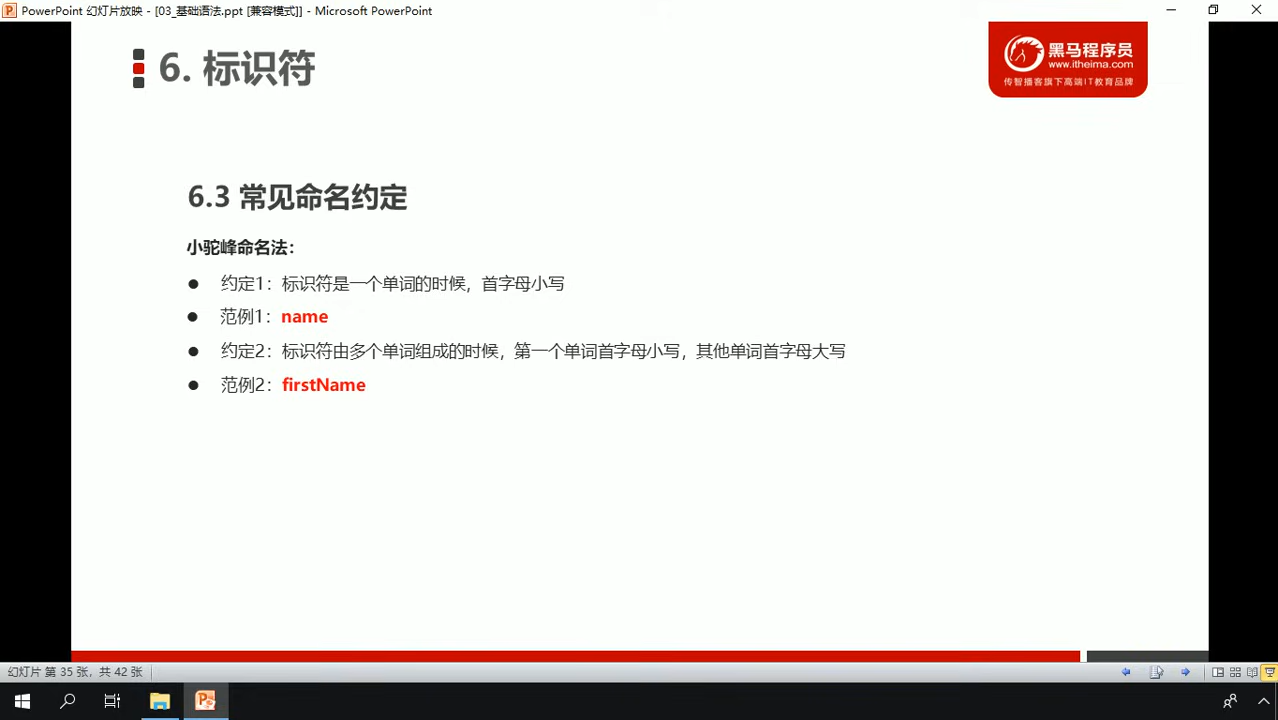 PowerPoint 幻灯片放映 - [03_基础语法.ppt [兼容模式]] - Microsoft PowerPoint
6. 标识符
黑马程序员
www.itheima.com
传智播客旗下高端IT教育品牌
6.3 常见命名约定
小驼峰命名法：
● 约定1：标识符是一个单词的时候，首字母小写
● 范例1：name
● 约定2：标识符由多个单词组成的时候，第一个单词首字母小写，其他单词首字母大写
● 范例2：firstName
幻灯片 第 35 张，共 42 张